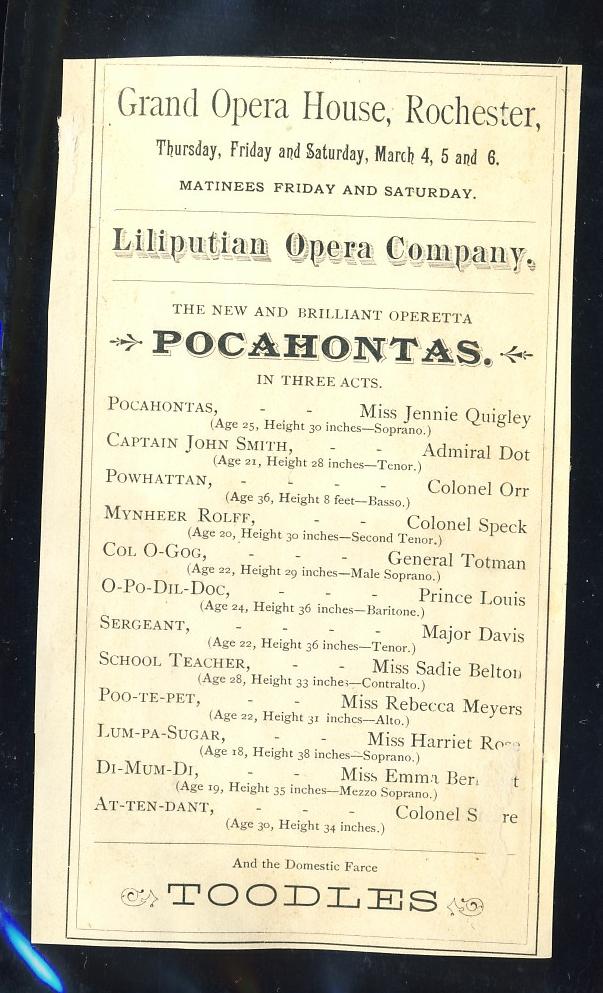 Grand Opera House, Rochester,
Thursday, Friday and Saturday, March 4, 5 and 6.
MATINEES FRIDAY AND SATURDAY.
Liliputian Opera Company.
THE NEW AND BRILLIANT OPERETTA
POCAHONTAS.
IN THREE ACTS.
POCAHONTAS, - - Miss Jennie Quigley
(Age 25, Height 30 inches—Soprano.)
CAPTAIN JOHN SMITH, - - Admiral Dot
(Age 21, Height 28 inches—Tenor.)
POWHATTAN, - - - - Colonel Orr
(Age 36, Height 8 feet—Basso.)
MYNHEER ROLFF, - - Colonel Speck
(Age 20, Height 30 inches—Second Tenor.)
COL O-GOG, - - - General Totman
(Age 22, Height 29 inches—Male Soprano.)
O-PO-DIL-DOC, - - - Prince Louis
(Age 24, Height 36 inches—Baritone.)
SERGEANT, - - - - Major Davis
(Age 22, Height 36 inches—Tenor.)
SCHOOL TEACHER, - - Miss Sadie Belton
(Age 28, Height 33 inches—Contralto.)
POO-TE-PET, - - Miss Rebecca Meyers
(Age 22, Height 31 inches—Alto.)
LUM-PA-SUGAR, - - Miss Harriet
(Age 18, Height 38 inches—Soprano.)
DI-MUM-DI, - - Miss Emma
(Age 19, Height 35 inches—Mezzo Soprano.)
AT-TEN-DANT, - - - Colonel
(Age 30, Height 34 inches.)
And the Domestic Farce
TOODLES